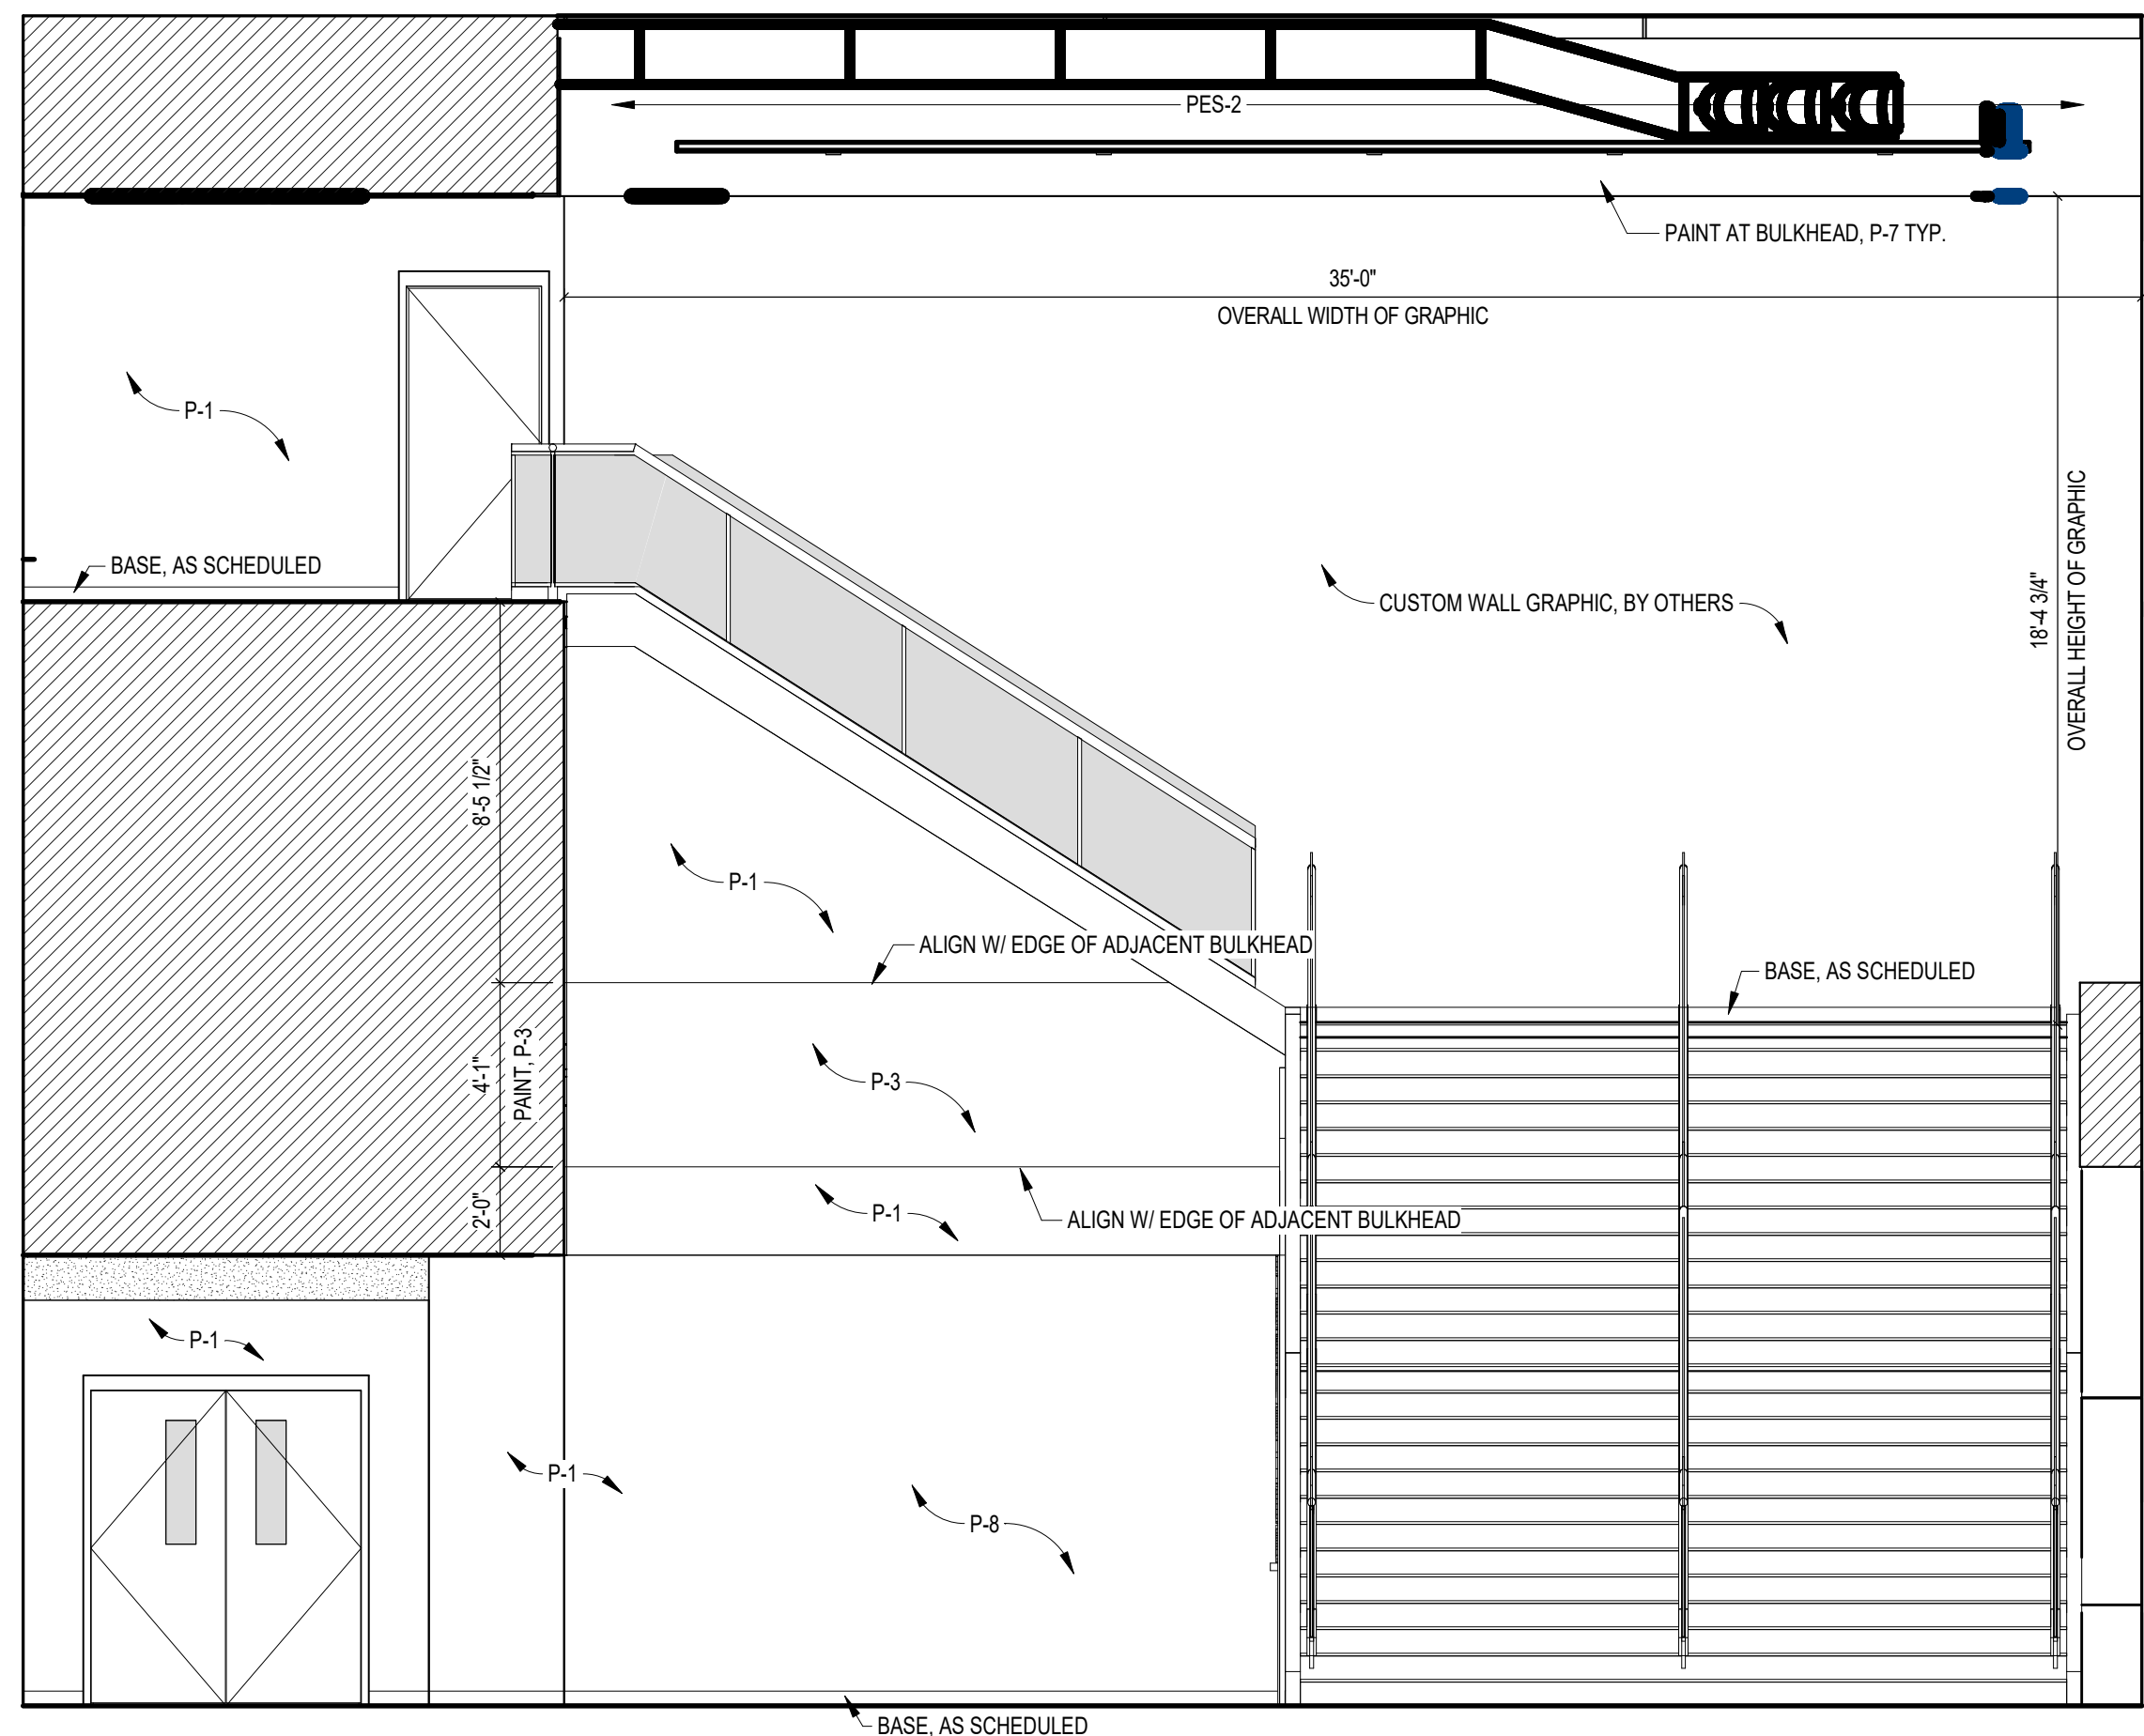 PES-2
PAINT AT BULKHEAD, P-7 TYP.
35'-0"
OVERALL WIDTH OF GRAPHIC
P-1
BASE, AS SCHEDULED
CUSTOM WALL GRAPHIC, BY OTHERS
18'-4 3/4"
OVERALL HEIGHT OF GRAPHIC
8'-5 1/2"
P-1
ALIGN W/ EDGE OF ADJACENT BULKHEAD
BASE, AS SCHEDULED
4'-1"
PAINT, P-3
P-3
2'-0"
P-1
ALIGN W/ EDGE OF ADJACENT BULKHEAD
P-1
P-1
P-8
BASE, AS SCHEDULED